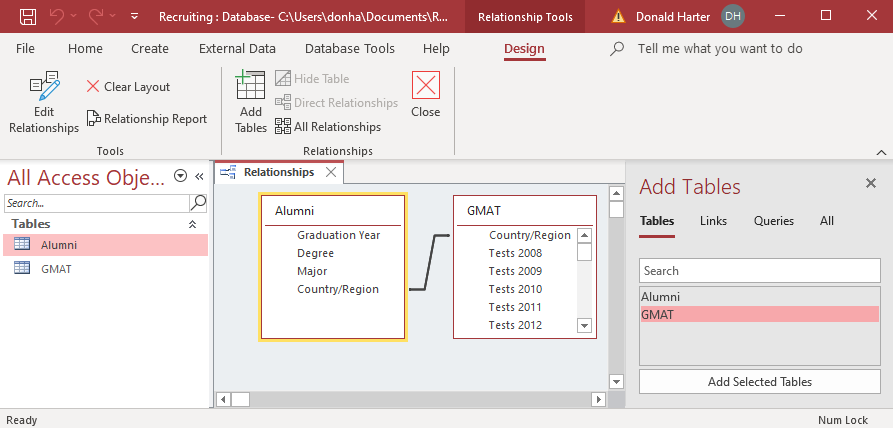 Recruiting : Database- C:\Users\donha\Documents\R...
Relationship Tools
Donald Harter
DH
File Home Create External Data Database Tools Help Design Tell me what you want to do
Edit Relationships
Clear Layout
Relationship Report
Tools
Add Tables
Hide Table
Direct Relationships
All Relationships
Relationships
Close
All Access Obje...
Search...
Tables
Alumni
GMAT
Relationships
Alumni
Graduation Year
Degree
Major
Country/Region
GMAT
Country/Region
Tests 2008
Tests 2009
Tests 2010
Tests 2011
Tests 2012
Add Tables
Tables Links Queries All
Search
Alumni
GMAT
Add Selected Tables
Ready
Num Lock